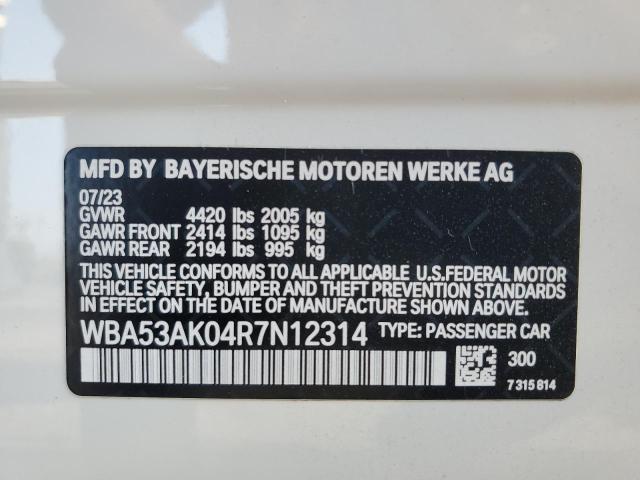 MFD BY BAYERISCHE MOTOREN WERKE AG
07/23
GVWR 4420 lbs 2005 kg
GAWR FRONT 2414 lbs 1095 kg
GAWR REAR 2194 lbs 995 kg
THIS VEHICLE CONFORMS TO ALL APPLICABLE U.S.FEDERAL MOTOR
VEHICLE SAFETY, BUMPER, AND THEFT PREVENTION STANDARDS
IN EFFECT ON THE DATE OF MANUFACTURE SHOWN ABOVE.
WBA53AK04R7N12314 TYPE: PASSENGER CAR
300
7 315 814